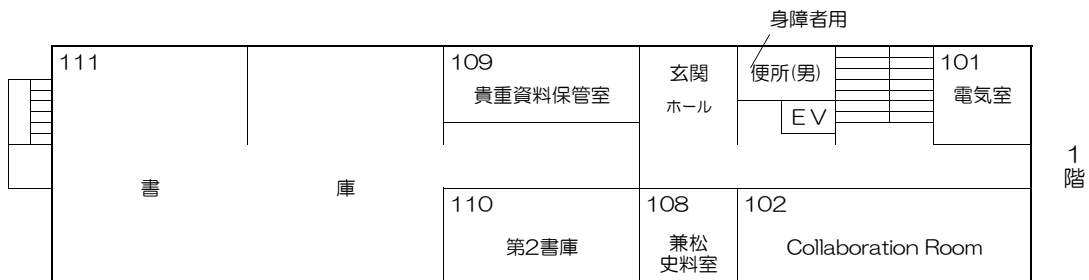 身障者用
111
109
貴重資料保管室
玄関
ホール
便所(男)
EV
101
電気室
1
階
書
庫
110
第2書庫
108
兼松
史料室
102
Collaboration Room